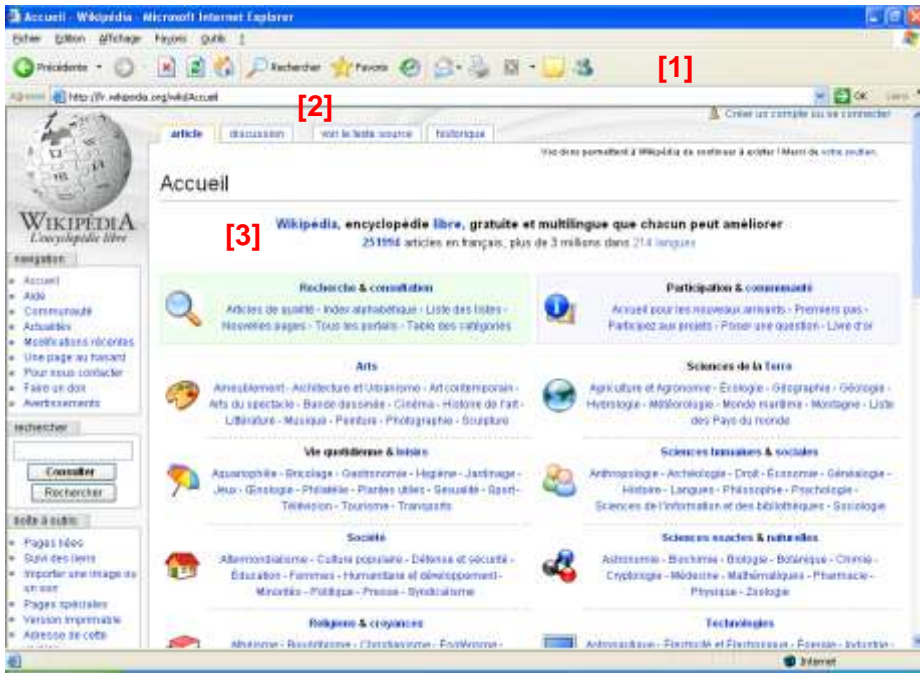 Accueil - Wikipédia - Microsoft Internet Explorer
Fichier Edition Affichage Favoris Outils ?
Précédente Rechercher Favoris [1]
Adresse http://fr.wikipedia.org/wiki/Accueil OK Liens
[2]
Créer un compte ou se connecter
article discussion voir le texte source historique
Vos dons permettent à Wikipédia de continuer à exister ! Merci de votre soutien.
Accueil
WIKIPÉDIA
L'encyclopédie libre
[3]
Wikipédia, encyclopédie libre, gratuite et multilingue que chacun peut améliorer
251994 articles en français, plus de 3 millions dans 214 langues
navigation
Accueil
Aide
Communauté
Actualités
Modifications récentes
Une page au hasard
Pour nous contacter
Faire un don
Avertissements
rechercher
Consulter
Rechercher
boîte à outils
Pages liées
Suivi des liens
Importer une image ou
un son
Pages spéciales
Version imprimable
Adresse de cette
Recherche & consultation
Articles de qualité - Index alphabétique - Liste des listes -
Nouvelles pages - Tous les portails - Table des catégories
Participation & communauté
Accueil pour les nouveaux arrivants - Premiers pas -
Participez aux projets - Poser une question - Livre d'or
Arts
Ameublement - Architecture et Urbanisme - Art contemporain -
Arts du spectacle - Bande dessinée - Cinéma - Histoire de l'art -
Littérature - Musique - Peinture - Photographie - Sculpture
Sciences de la Terre
Agriculture et Agronomie - Écologie - Géographie - Géologie -
Hydrologie - Météorologie - Monde maritime - Montagne - Liste
des Pays du monde
Vie quotidienne & loisirs
Aquariophilie - Bricolage - Gastronomie - Hygiène - Jardinage -
Jeux - Œnologie - Philatélie - Plantes utiles - Sexualité - Sport -
Télévision - Tourisme - Transports
Sciences humaines & sociales
Anthropologie - Archéologie - Droit - Économie - Généalogie -
Histoire - Langues - Philosophie - Psychologie -
Sciences de l'information et des bibliothèques - Sociologie
Société
Altermondialisme - Culture populaire - Défense et sécurité -
Éducation - Femmes - Humanitaire et développement -
Minorités - Politique - Presse - Syndicalisme
Sciences exactes & naturelles
Astronomie - Biochimie - Biologie - Botanique - Chimie -
Cryptologie - Médecine - Mathématiques - Pharmacie -
Physique - Zoologie
Religions & croyances
Athéisme - Bouddhisme - Christianisme - Ésotérisme -
Technologies
Astronautique - Électricité et Électronique - Énergie - Industrie -
Internet